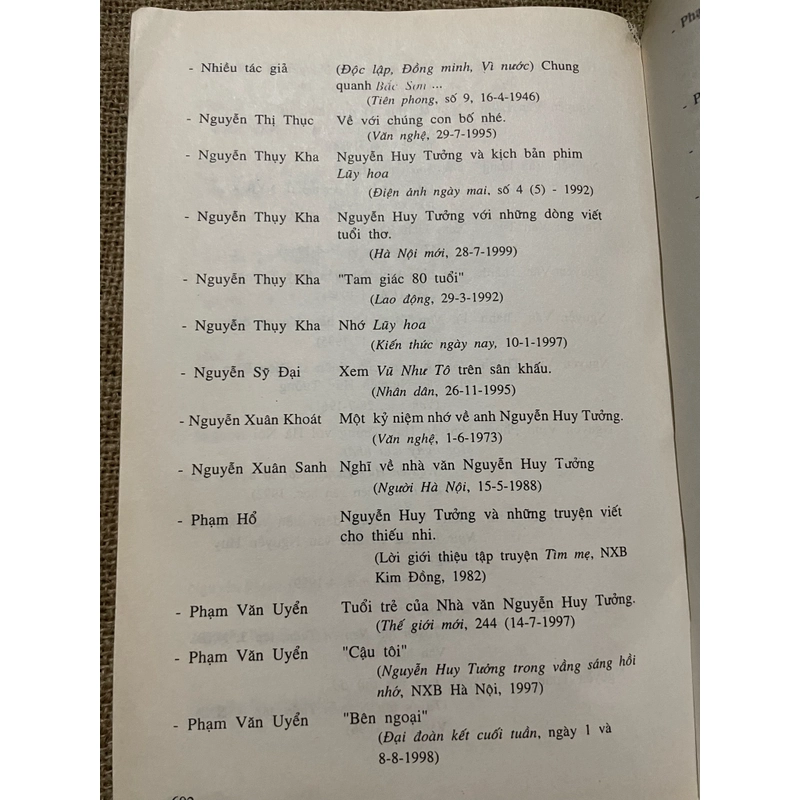 - Nhiều tác giả (Độc lập, Đồng minh, Vì nước) Chung
quanh Bắc Sơn ...
(Tiên phong, số 9, 16-4-1946)
- Nguyễn Thị Thục Về với chúng con bố nhé.
(Văn nghệ, 29-7-1995)
- Nguyễn Thụy Kha Nguyễn Huy Tưởng và kịch bản phim
Lũy hoa
(Điện ảnh ngày mai, số 4 (5) - 1992)
- Nguyễn Thụy Kha Nguyễn Huy Tưởng với những dòng viết
tuổi thơ.
(Hà Nội mới, 28-7-1999)
- Nguyễn Thụy Kha "Tam giác 80 tuổi"
(Lao động, 29-3-1992)
- Nguyễn Thụy Kha Nhớ Lũy hoa
(Kiến thức ngày nay, 10-1-1997)
- Nguyễn Sỹ Đại Xem Vũ Như Tô trên sân khấu.
(Nhân dân, 26-11-1995)
- Nguyễn Xuân Khoát Một kỷ niệm nhớ về anh Nguyễn Huy Tưởng.
(Văn nghệ, 1-6-1973)
- Nguyễn Xuân Sanh Nghĩ về nhà văn Nguyễn Huy Tưởng
(Người Hà Nội, 15-5-1988)
- Phạm Hổ Nguyễn Huy Tưởng và những truyện viết
cho thiếu nhi.
(Lời giới thiệu tập truyện Tìm mẹ, NXB
Kim Đồng, 1982)
- Phạm Văn Uyển Tuổi trẻ của Nhà văn Nguyễn Huy Tưởng.
(Thế giới mới, 244 (14-7-1997)
- Phạm Văn Uyển "Cậu tôi"
(Nguyễn Huy Tưởng trong vầng sáng hồi
nhớ, NXB Hà Nội, 1997)
- Phạm Văn Uyển "Bên ngoại"
(Đại đoàn kết cuối tuần, ngày 1 và
8-8-1998)